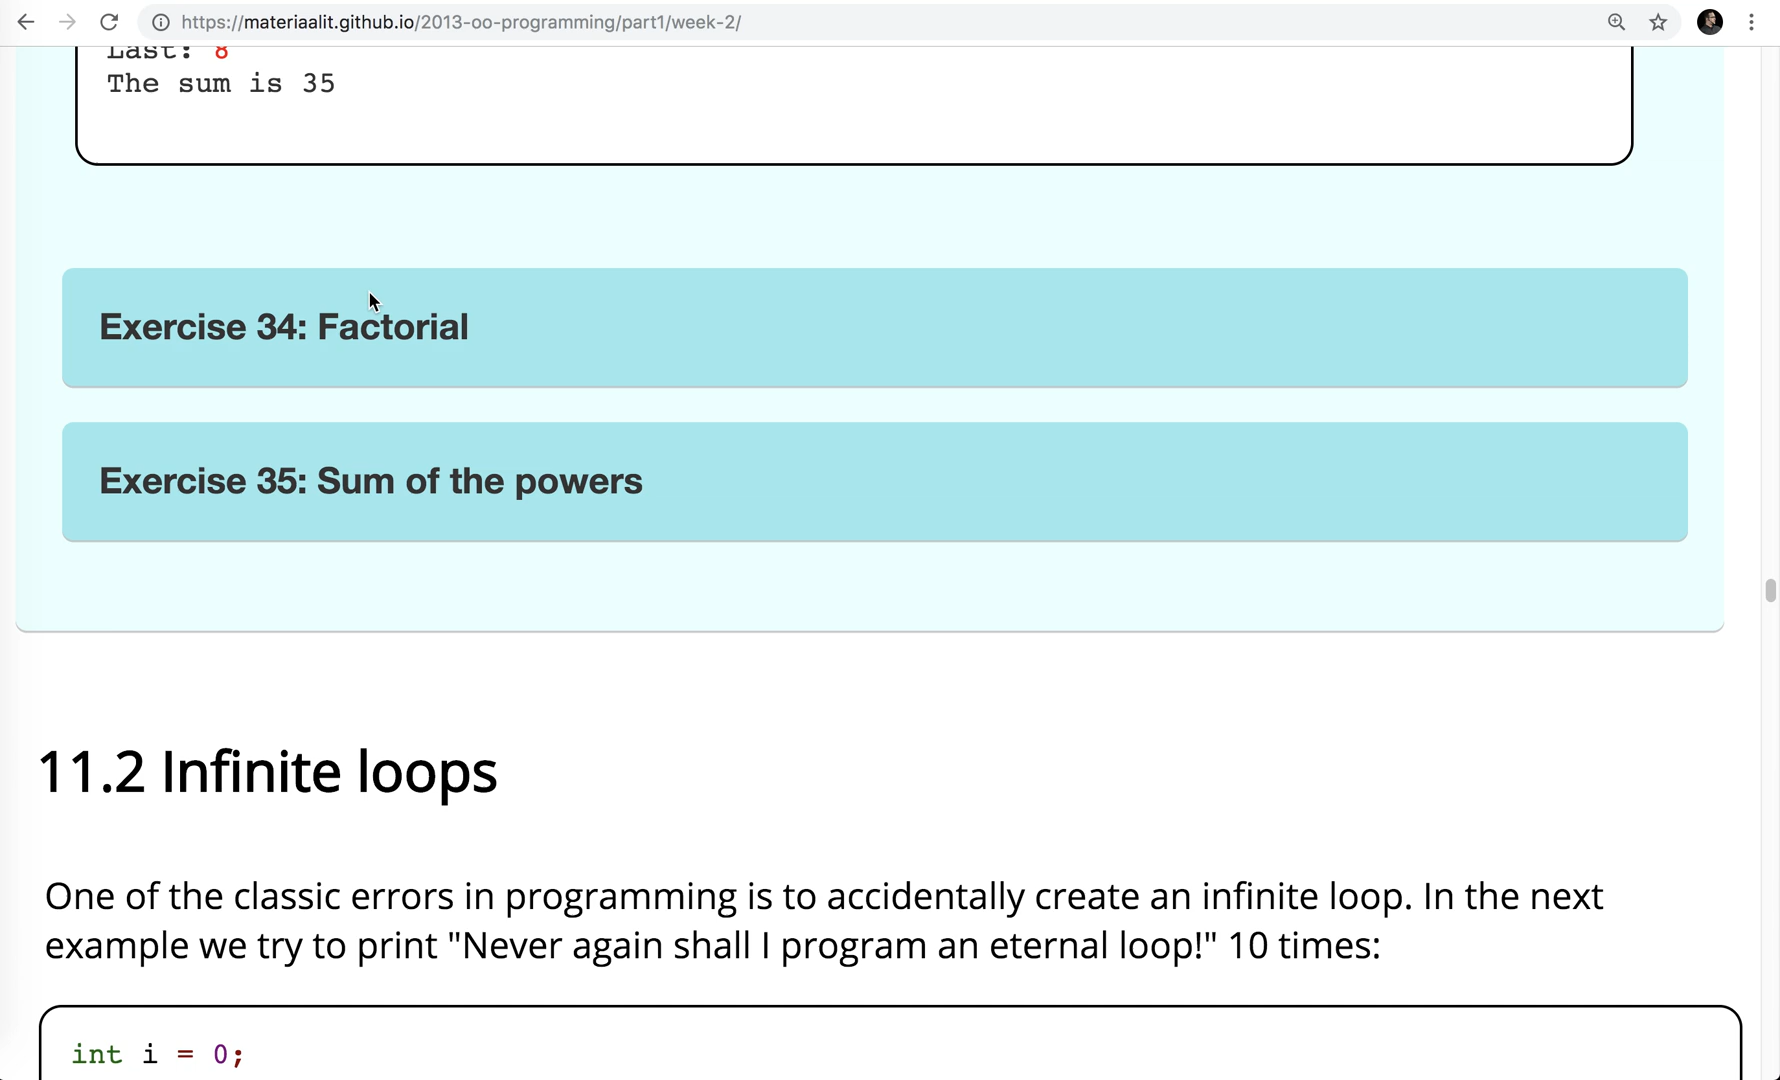 https://materiaalit.github.io/2013-oo-programming/part1/week-2/
Last: 8
The sum is 35
Exercise 34: Factorial
Exercise 35: Sum of the powers
11.2 Infinite loops
One of the classic errors in programming is to accidentally create an infinite loop. In the next
example we try to print "Never again shall I program an eternal loop!" 10 times:
int i = 0;